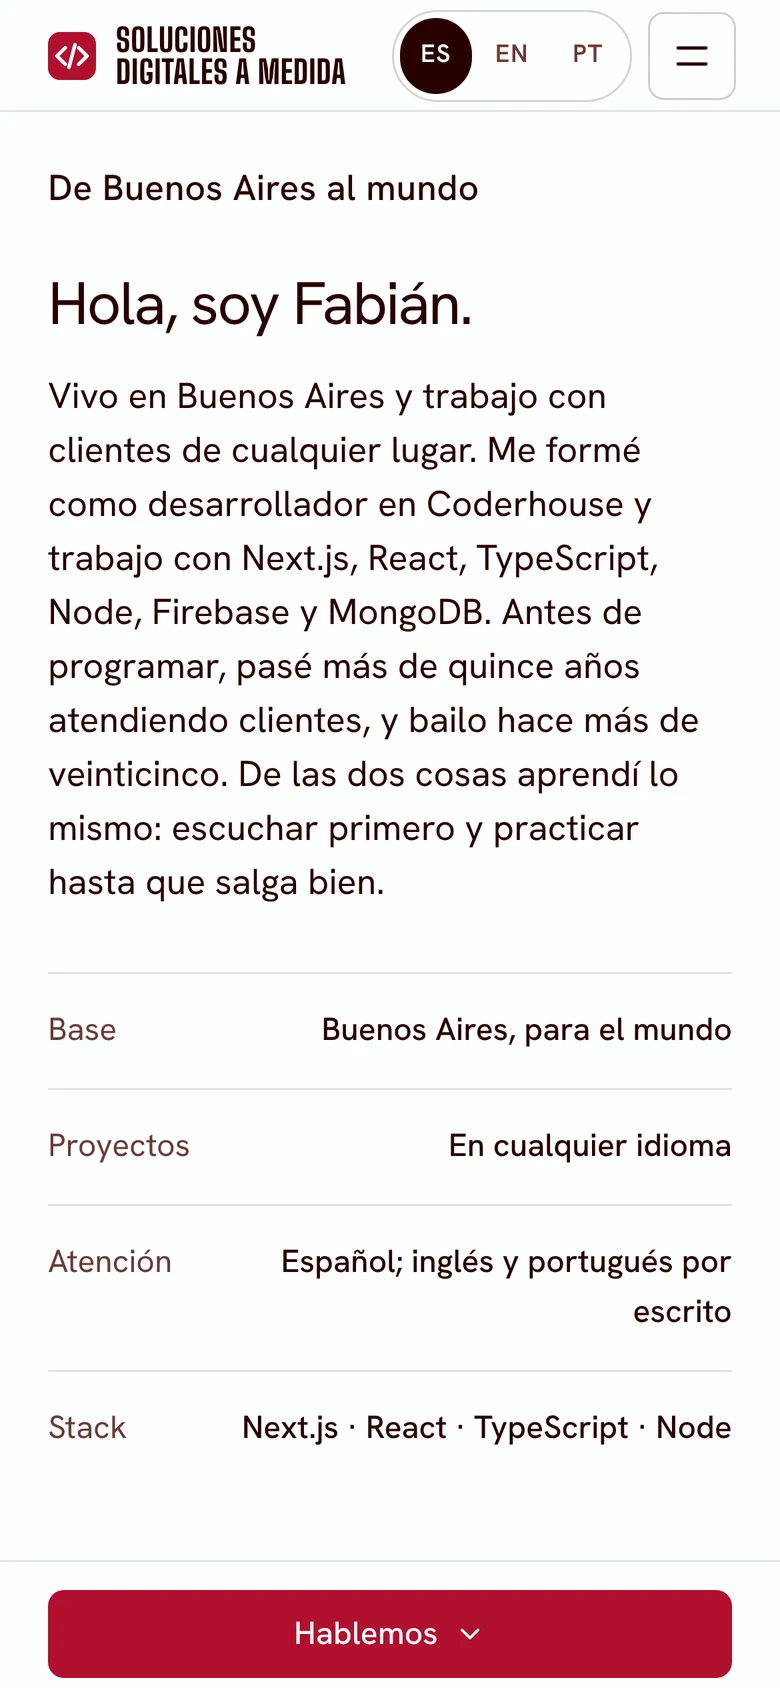 SOLUCIONES
DIGITALES A MEDIDA
ES EN PT
De Buenos Aires al mundo
Hola, soy Fabián.
Vivo en Buenos Aires y trabajo con
clientes de cualquier lugar. Me formé
como desarrollador en Coderhouse y
trabajo con Next.js, React, TypeScript,
Node, Firebase y MongoDB. Antes de
programar, pasé más de quince años
atendiendo clientes, y bailo hace más de
veinticinco. De las dos cosas aprendí lo
mismo: escuchar primero y practicar
hasta que salga bien.
Base Buenos Aires, para el mundo
Proyectos En cualquier idioma
Atención Español; inglés y portugués por
escrito
Stack Next.js · React · TypeScript · Node
Hablemos